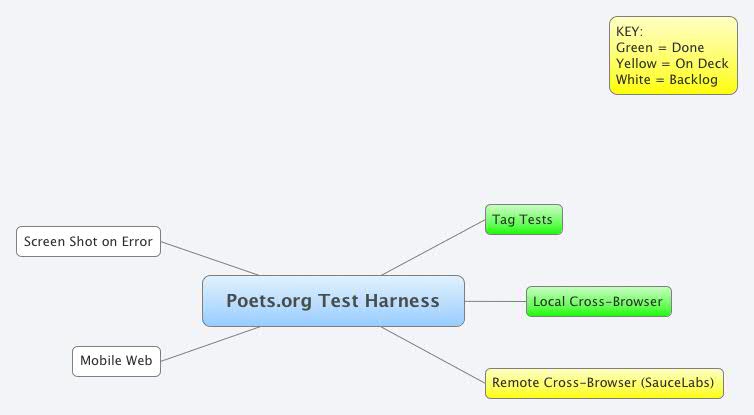 KEY:
Green = Done
Yellow = On Deck
White = Backlog
Tag Tests
Screen Shot on Error
Poets.org Test Harness
Local Cross-Browser
Mobile Web
Remote Cross-Browser (SauceLabs)